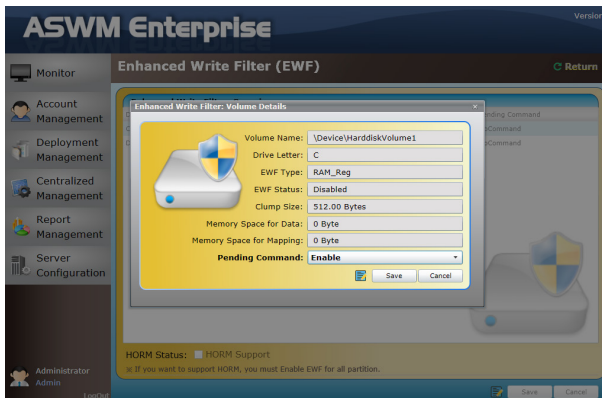 ASWM Enterprise
Version
Monitor
Account
Management
Deployment
Management
Centralized
Management
Report
Management
Server
Configuration
Administrator
Admin
LogOut
Enhanced Write Filter (EWF)
Return
Pending Command
Command
Command
Enhanced Write Filter: Volume Details
x
Volume Name: \Device\HarddiskVolume1
Drive Letter: C
EWF Type: RAM_Reg
EWF Status: Disabled
Clump Size: 512.00 Bytes
Memory Space for Data: 0 Byte
Memory Space for Mapping: 0 Byte
Pending Command: Enable
Save Cancel
HORM Status: HORM Support
※ If you want to support HORM, you must Enable EWF for all partition.
Save Cancel